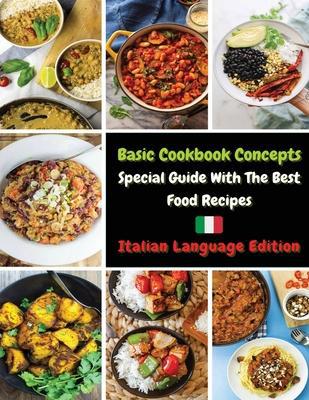 Basic Cookbook Concepts
Special Guide With The Best
Food Recipes
Italian Language Edition